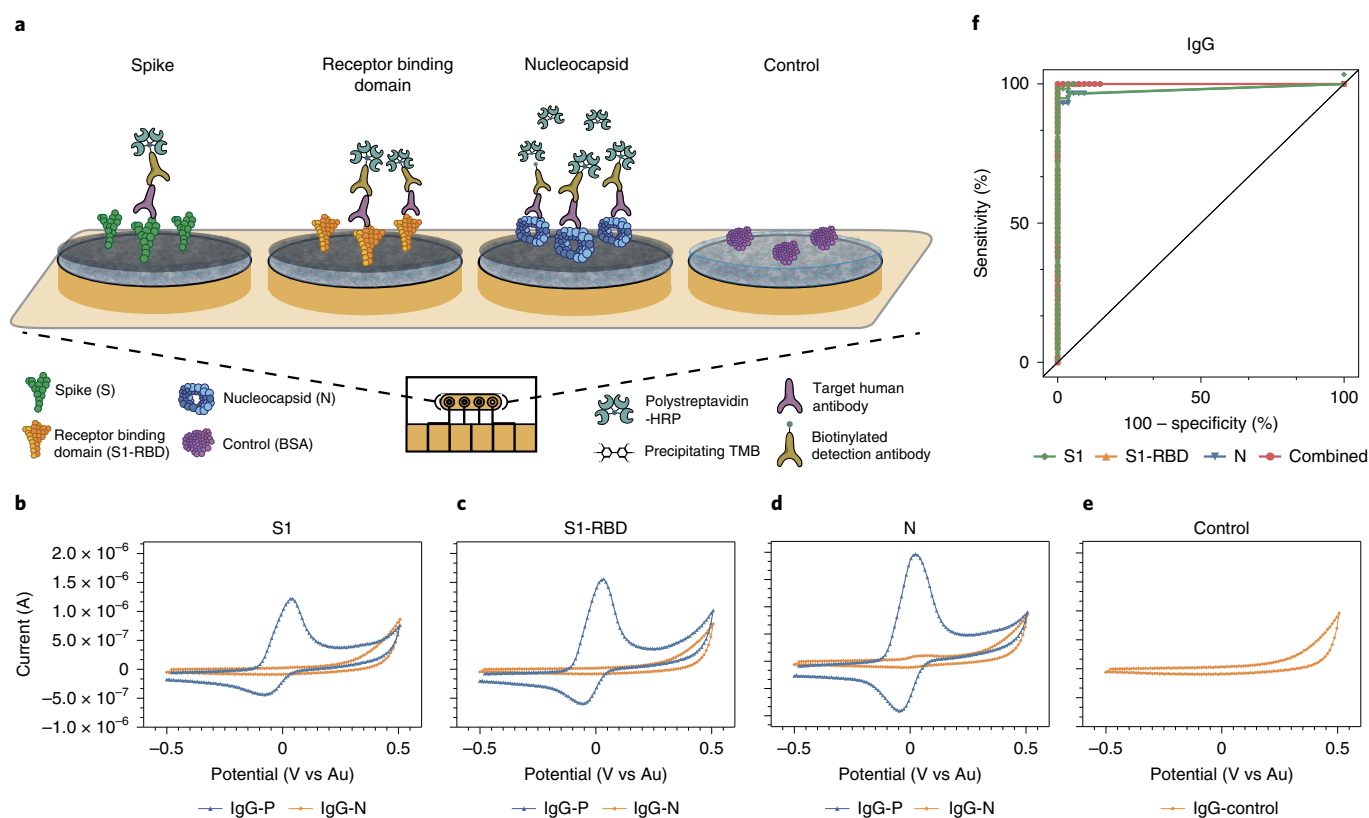 a
Spike
Receptor binding
domain
Nucleocapsid
Control
Spike (S)
Receptor binding
domain (S1-RBD)
Nucleocapsid (N)
Control (BSA)
Polystreptavidin
-HRP
Precipitating TMB
Target human
antibody
Biotinylated
detection antibody
f
IgG
Sensitivity (%)
100
50
0
0
50
100
100 – specificity (%)
S1
S1-RBD
N
Combined
b
S1
Current (A)
2.0 × 10⁻⁶
1.5 × 10⁻⁶
1.0 × 10⁻⁶
5.0 × 10⁻⁷
0
−5.0 × 10⁻⁷
−1.0 × 10⁻⁶
−0.5
0
0.5
Potential (V vs Au)
IgG-P
IgG-N
c
S1-RBD
−0.5
0
0.5
Potential (V vs Au)
IgG-P
IgG-N
d
N
−0.5
0
0.5
Potential (V vs Au)
IgG-P
IgG-N
e
Control
−0.5
0
0.5
Potential (V vs Au)
IgG-control